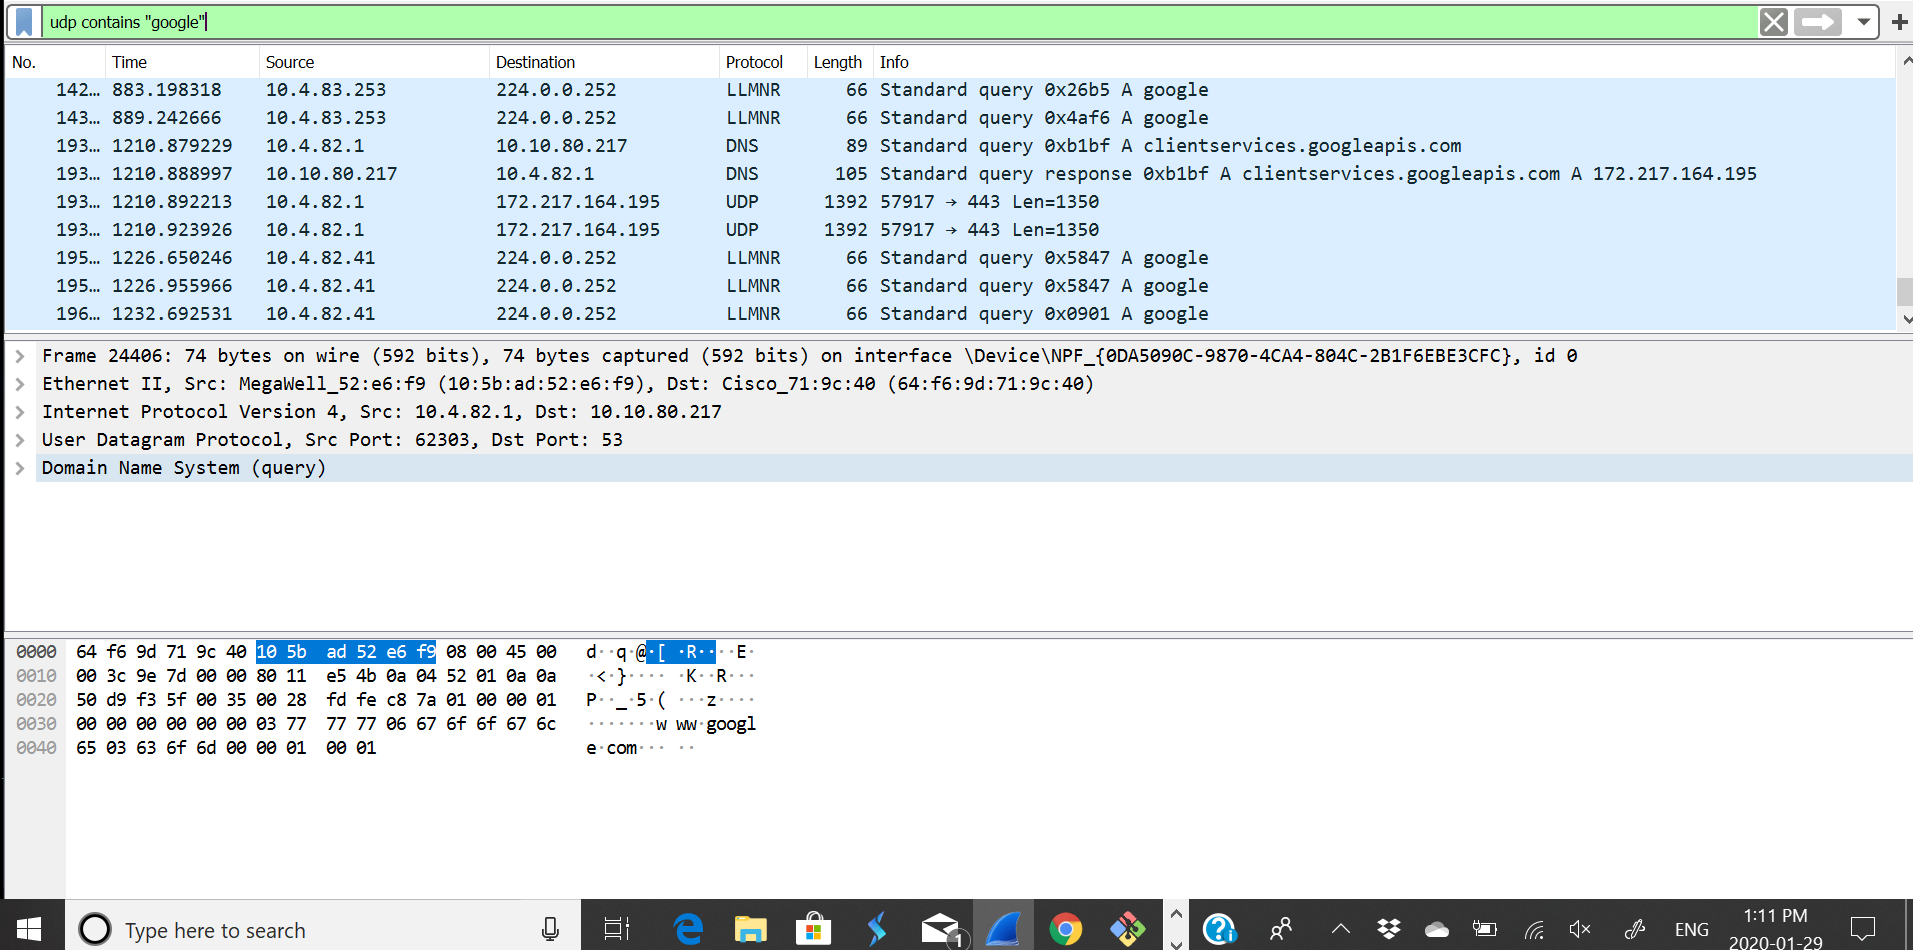 udp contains "google"
No. Time Source Destination Protocol Length Info
142… 883.198318 10.4.83.253 224.0.0.252 LLMNR 66 Standard query 0x26b5 A google
143… 889.242666 10.4.83.253 224.0.0.252 LLMNR 66 Standard query 0x4af6 A google
193… 1210.879229 10.4.82.1 10.10.80.217 DNS 89 Standard query 0xb1bf A clientservices.googleapis.com
193… 1210.888997 10.10.80.217 10.4.82.1 DNS 105 Standard query response 0xb1bf A clientservices.googleapis.com A 172.217.164.195
193… 1210.892213 10.4.82.1 172.217.164.195 UDP 1392 57917 → 443 Len=1350
193… 1210.923926 10.4.82.1 172.217.164.195 UDP 1392 57917 → 443 Len=1350
195… 1226.650246 10.4.82.41 224.0.0.252 LLMNR 66 Standard query 0x5847 A google
195… 1226.955966 10.4.82.41 224.0.0.252 LLMNR 66 Standard query 0x5847 A google
196… 1232.692531 10.4.82.41 224.0.0.252 LLMNR 66 Standard query 0x0901 A google
Frame 24406: 74 bytes on wire (592 bits), 74 bytes captured (592 bits) on interface \Device\NPF_{0DA5090C-9870-4CA4-804C-2B1F6EBE3CFC}, id 0
Ethernet II, Src: MegaWell_52:e6:f9 (10:5b:ad:52:e6:f9), Dst: Cisco_71:9c:40 (64:f6:9d:71:9c:40)
Internet Protocol Version 4, Src: 10.4.82.1, Dst: 10.10.80.217
User Datagram Protocol, Src Port: 62303, Dst Port: 53
Domain Name System (query)
0000 64 f6 9d 71 9c 40 10 5b ad 52 e6 f9 08 00 45 00 d··q·@·[ ·R····E·
0010 00 3c 9e 7d 00 00 80 11 e5 4b 0a 04 52 01 0a 0a ·<·}···· ·K··R···
0020 50 d9 f3 5f 00 35 00 28 fd fe c8 7a 01 00 00 01 P··_·5·( ···z····
0030 00 00 00 00 00 00 03 77 77 77 06 67 6f 6f 67 6c ·······w ww·googl
0040 65 03 63 6f 6d 00 00 01 00 01 e·com··· ··
Type here to search
1
ENG
1:11 PM
2020-01-29